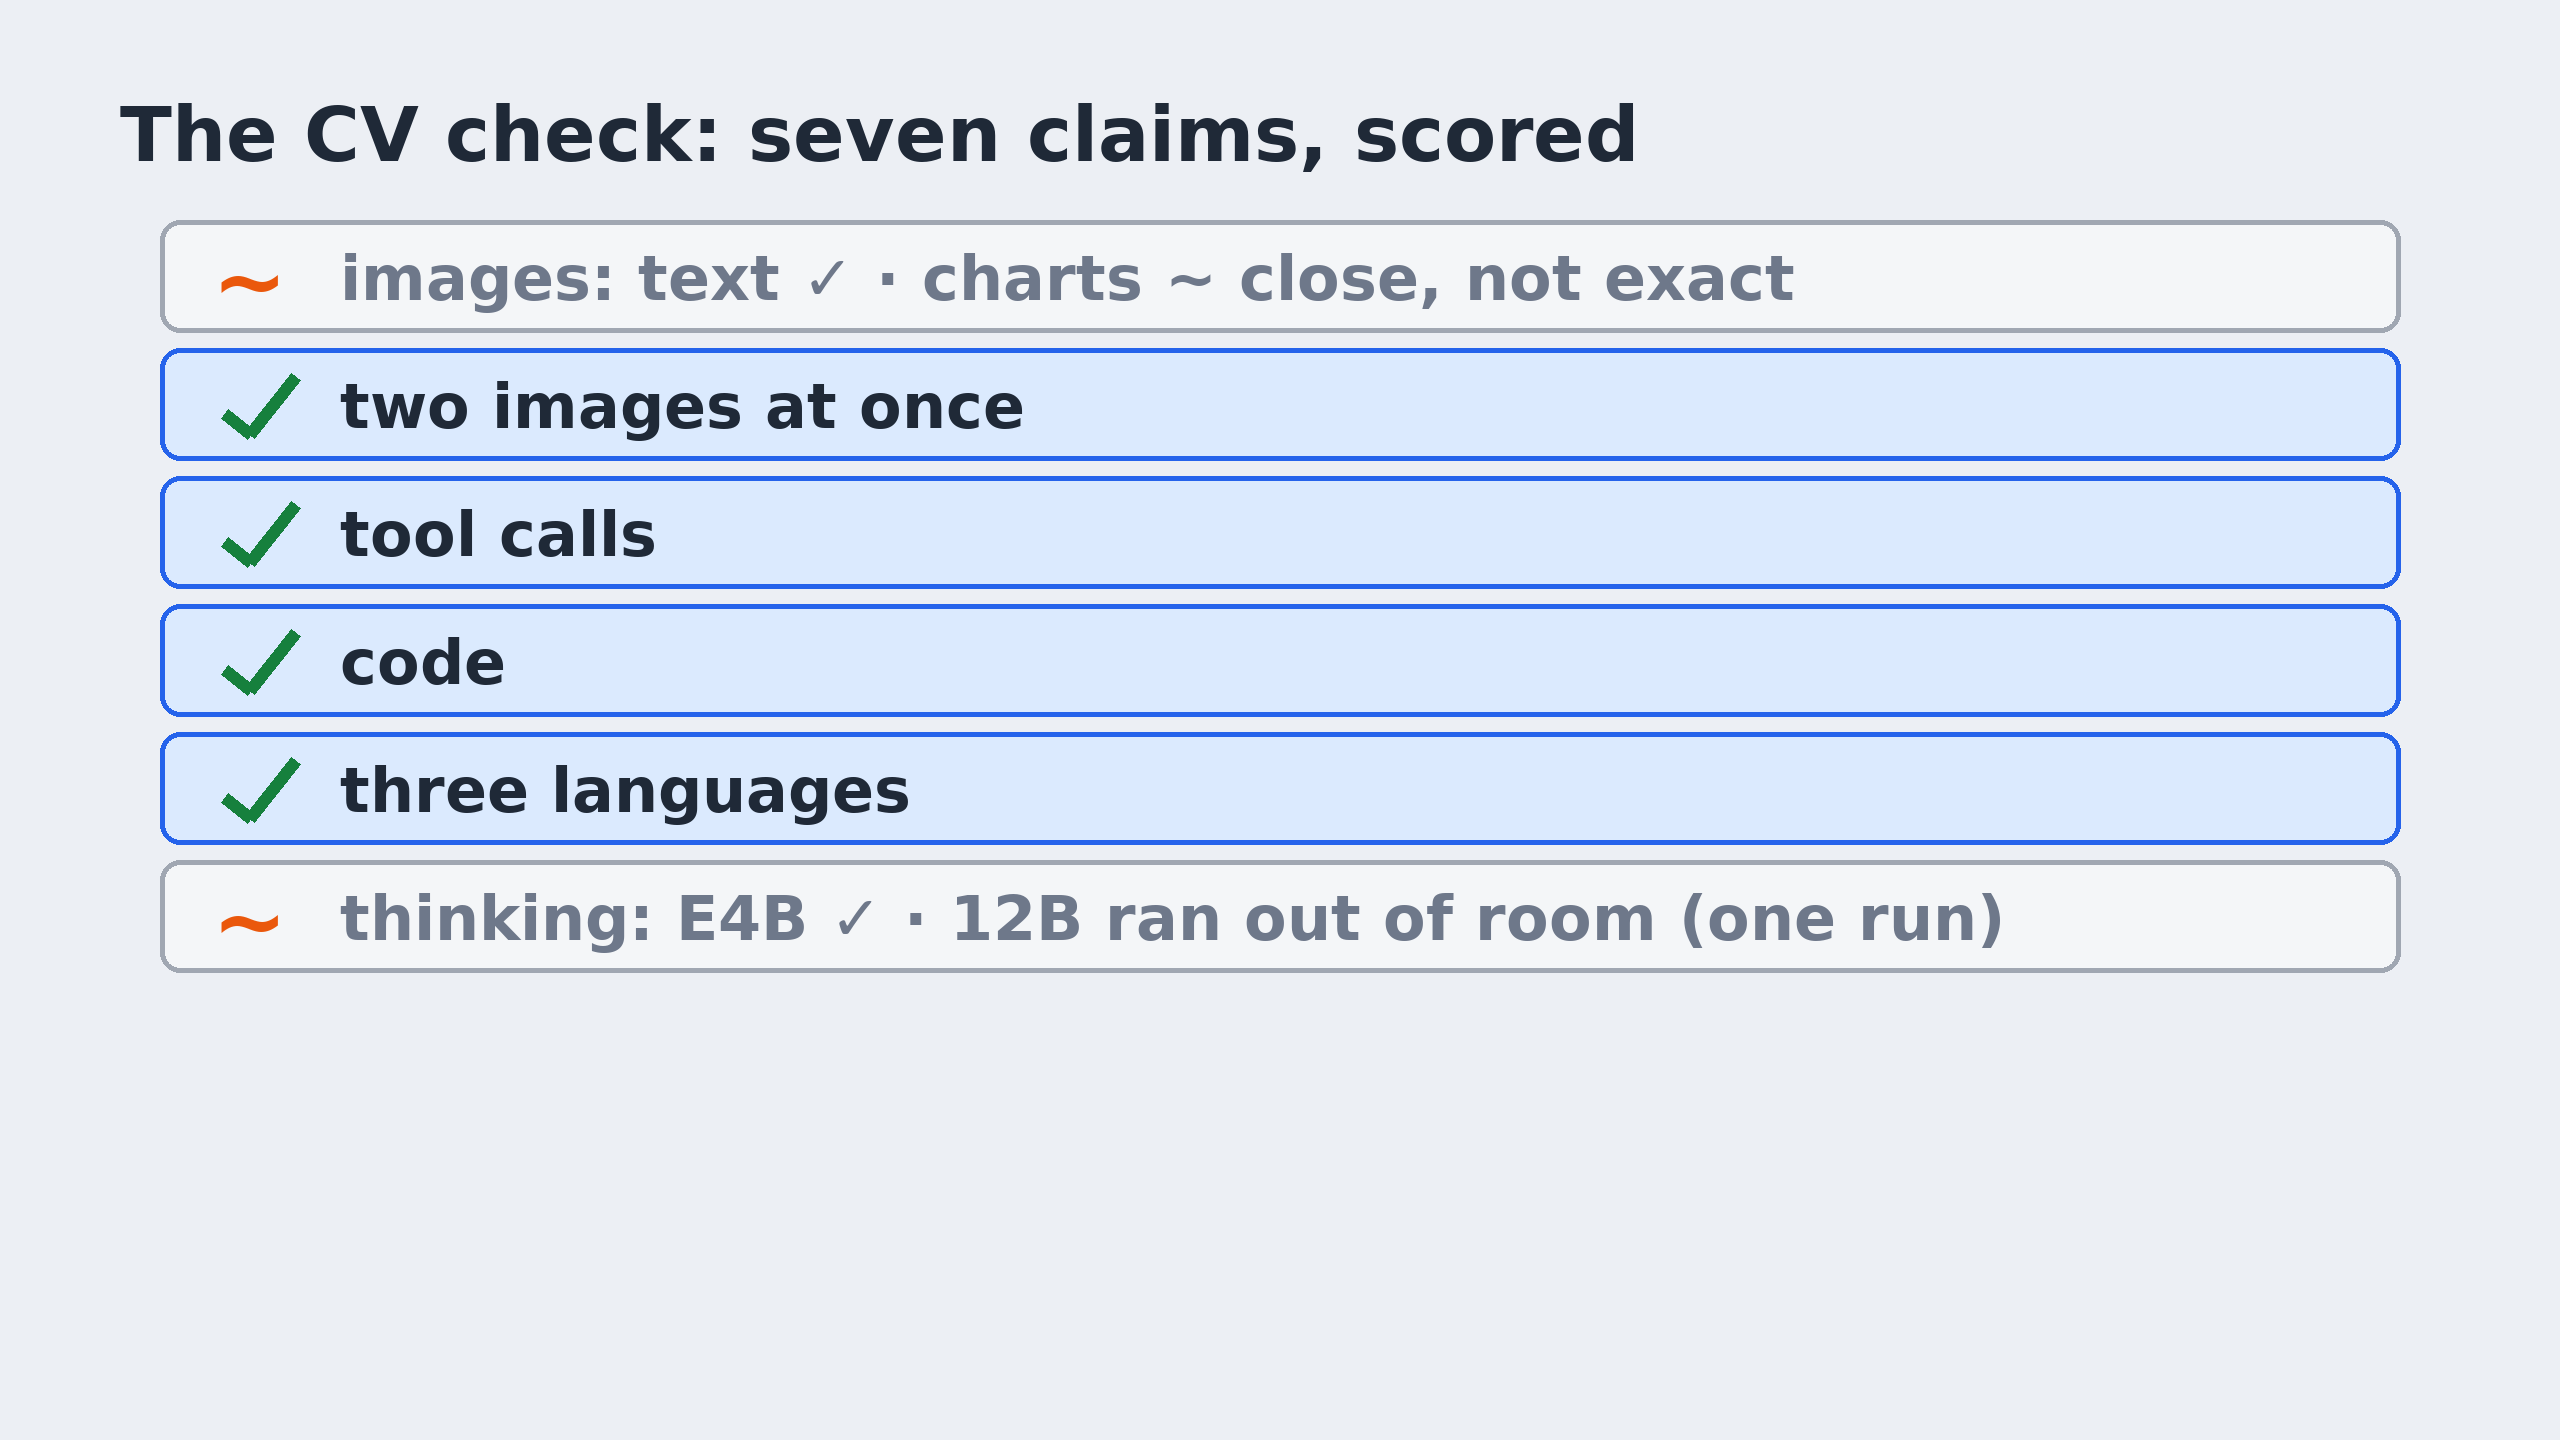 The CV check: seven claims, scored
~ images: text ✓ · charts ~ close, not exact
✓ two images at once
✓ tool calls
✓ code
✓ three languages
~ thinking: E4B ✓ · 12B ran out of room (one run)